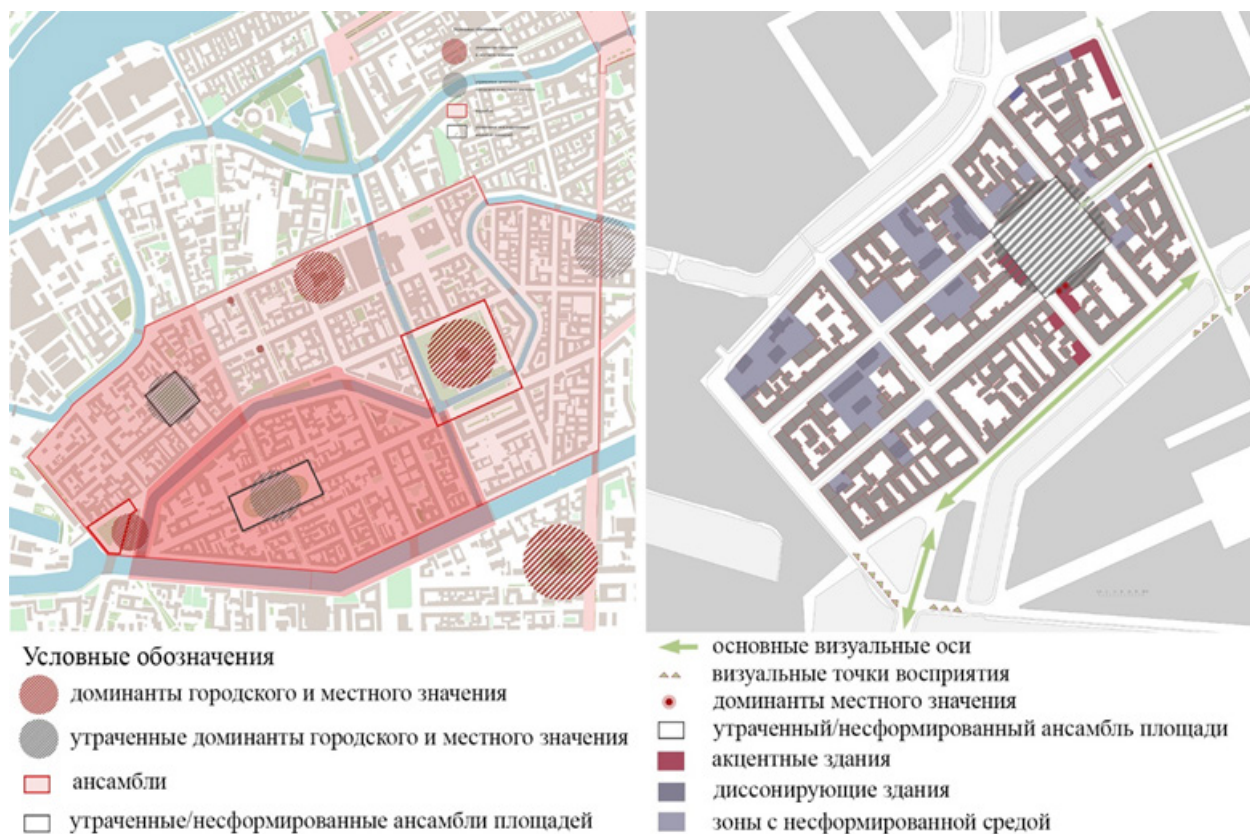 Условные обозначения
доминанты городского и местного значения
утраченные доминанты городского и местного значения
ансамбли
утраченные/несформированные ансамбли площадей
основные визуальные оси
визуальные точки восприятия
доминанты местного значения
утраченный/несформированный ансамбль площади
акцентные здания
диссонирующие здания
зоны с несформированной средой